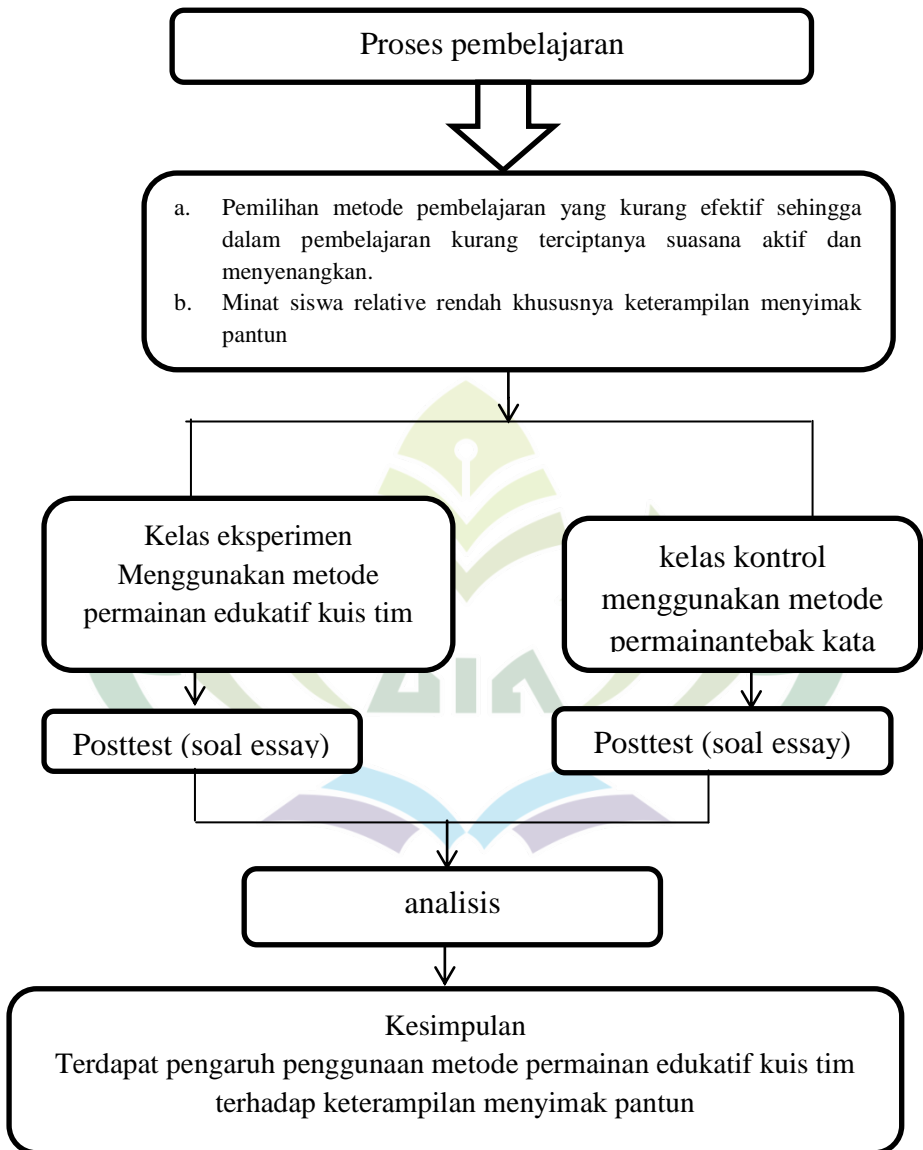 Proses pembelajaran
a. Pemilihan metode pembelajaran yang kurang efektif sehingga
dalam pembelajaran kurang terciptanya suasana aktif dan
menyenangkan.
b. Minat siswa relative rendah khususnya keterampilan menyimak
pantun
Kelas eksperimen
Menggunakan metode
permainan edukatif kuis tim
kelas kontrol
menggunakan metode
permainantebak kata
Posttest (soal essay)
Posttest (soal essay)
analisis
Kesimpulan
Terdapat pengaruh penggunaan metode permainan edukatif kuis tim
terhadap keterampilan menyimak pantun